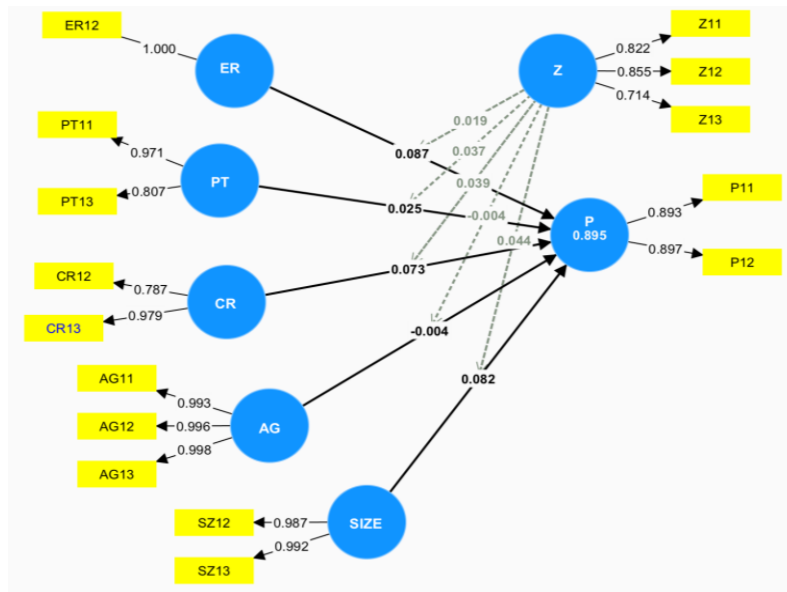 ER12
1.000
ER
Z
Z11
0.822
Z12
0.855
Z13
0.714
0.019
0.087
0.037
PT11
0.971
PT
PT13
0.807
0.039
0.025
-0.004
P
0.895
P11
0.893
P12
0.897
0.044
CR12
0.787
CR
CR13
0.979
0.073
-0.004
AG11
0.993
AG12
0.996
AG
AG13
0.998
0.082
SZ12
0.987
SIZE
SZ13
0.992